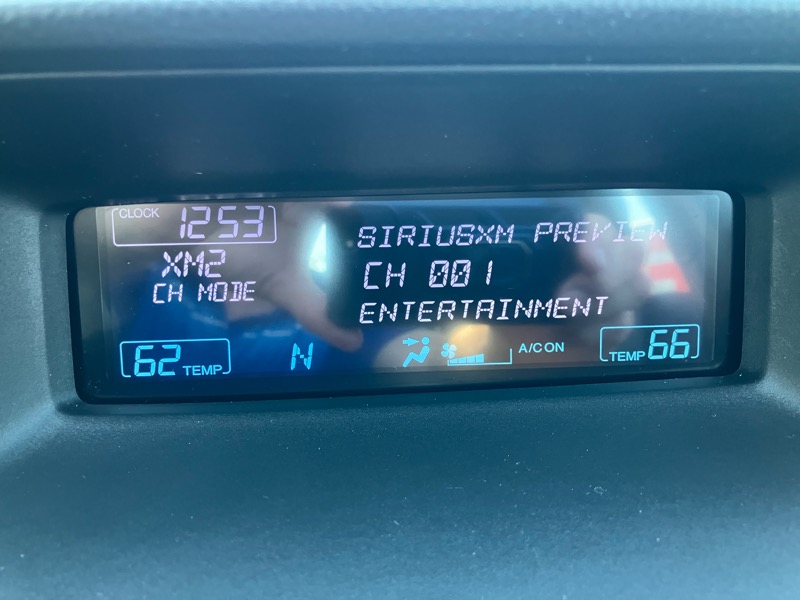 CLOCK 1253
SIRIUSXM PREVIEW
XM2
CH 001
CH MODE
ENTERTAINMENT
62 TEMP
N
A/C ON
TEMP 66